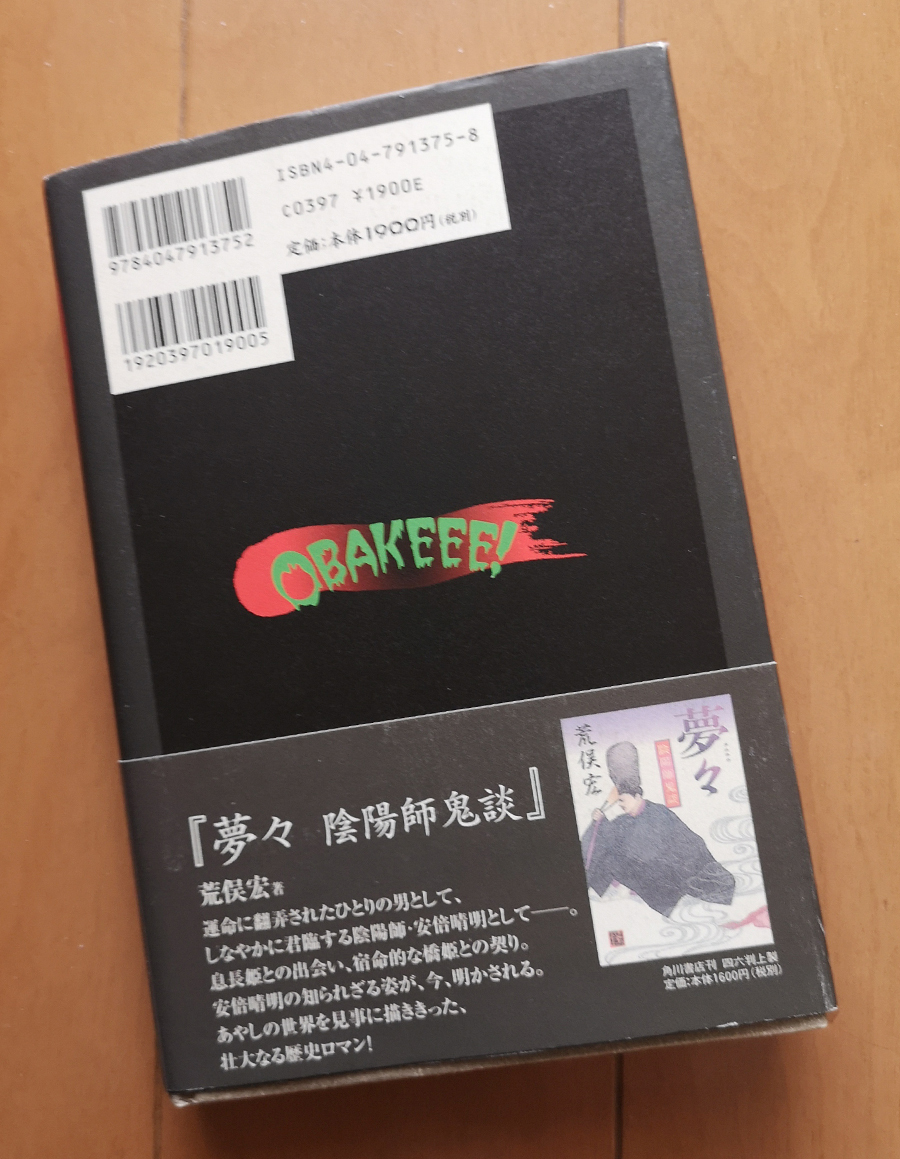 ISBN4-04-791375-8
C0397 ¥1900E
定価:本体1900円(税別)
9784047913752
1920397019005
OBAKEEE!
『夢々 陰陽師鬼談』
荒俣宏著
運命に翻弄されたひとりの男として、
しなやかに君臨する陰陽師・安倍晴明として――。
息長姫との出会い、宿命的な橋姫との契り。
安倍晴明の知られざる姿が、今、明かされる。
あやしの世界を見事に描ききった、
壮大なる歴史ロマン!
夢々
陰陽師鬼談
荒俣宏
角川書店刊 四六判上製
定価:本体1600円(税別)